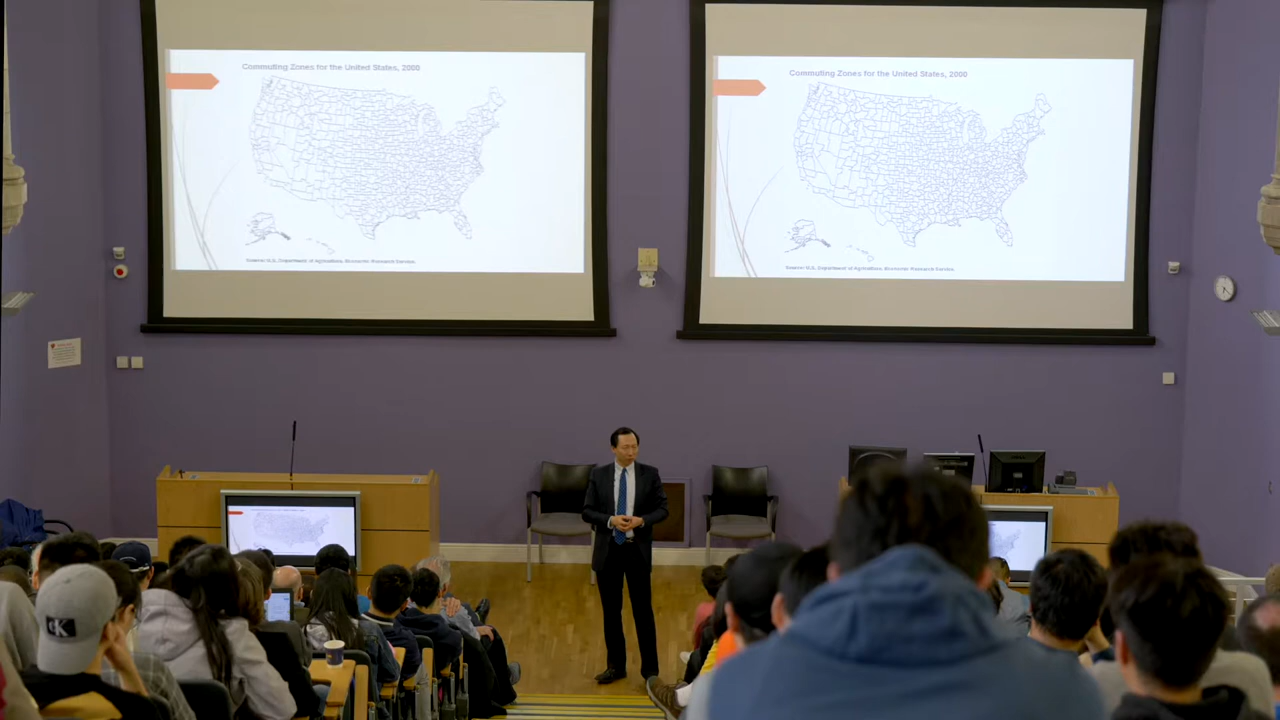 Commuting Zones for the United States, 2000
Source: U.S. Department of Agriculture, Economic Research Service.
Commuting Zones for the United States, 2000
Source: U.S. Department of Agriculture, Economic Research Service.
CK
DELL